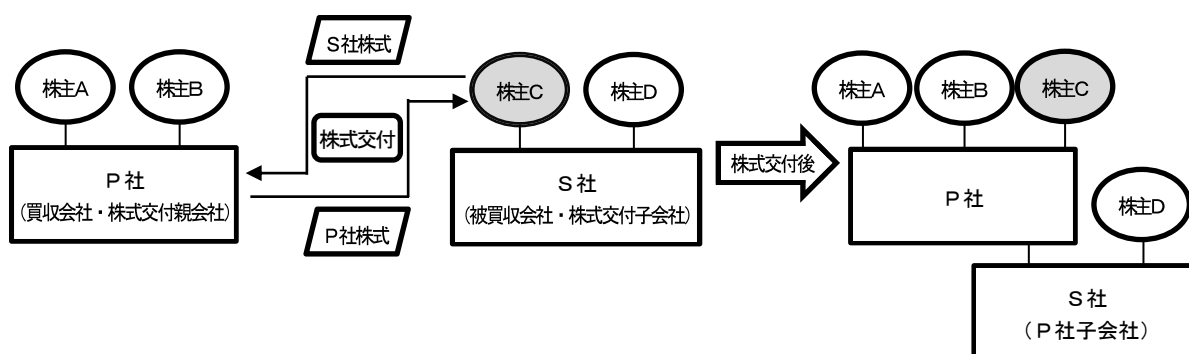 株主A
株主B
P社
(買収会社・株式交付親会社)
S社株式
株式交付
P社株式
株主C
株主D
S社
(被買収会社・株式交付子会社)
株式交付後
株主A
株主B
株主C
P社
株主D
S社
(P社子会社)